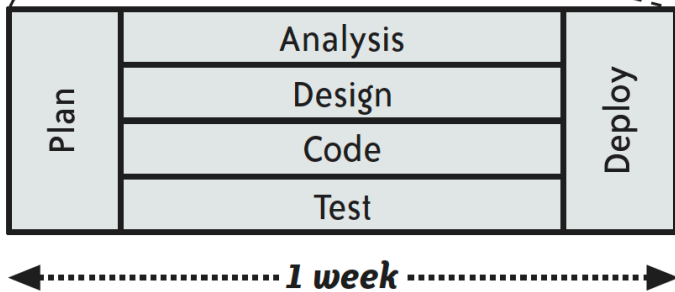 Plan
Analysis
Design
Code
Test
Deploy
1 week